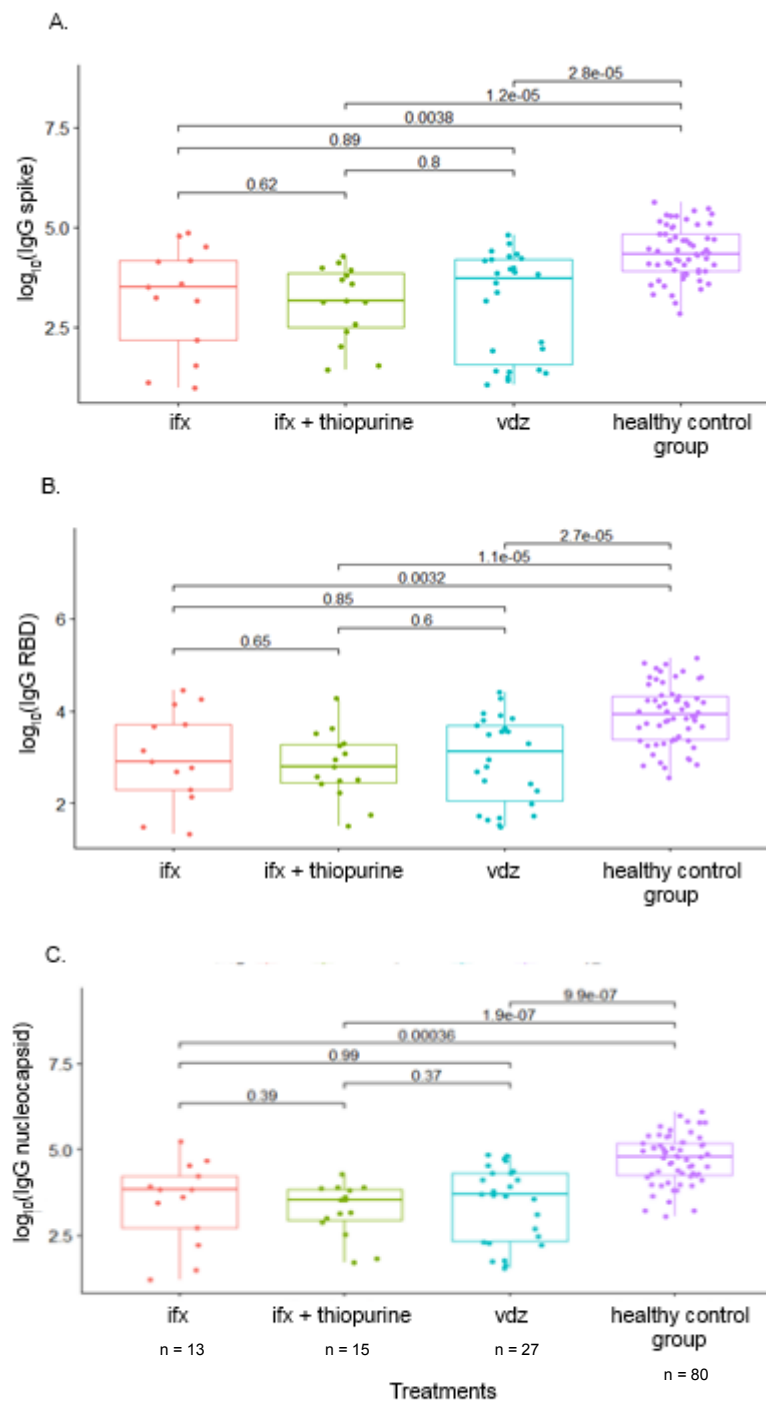 A.
2.8e-05
1.2e-05
0.0038
0.89
0.8
0.62
7.5
5.0
2.5
log10(IgG spike)
ifx ifx + thiopurine vdz healthy control
group
B.
2.7e-05
1.1e-05
0.0032
0.85
0.6
0.65
6
4
2
log10(IgG RBD)
ifx ifx + thiopurine vdz healthy control
group
C.
9.9e-07
1.9e-07
0.00036
0.99
0.37
0.39
7.5
5.0
2.5
log10(IgG nucleocapsid)
ifx ifx + thiopurine vdz healthy control
group
n = 13 n = 15 n = 27 n = 80
Treatments